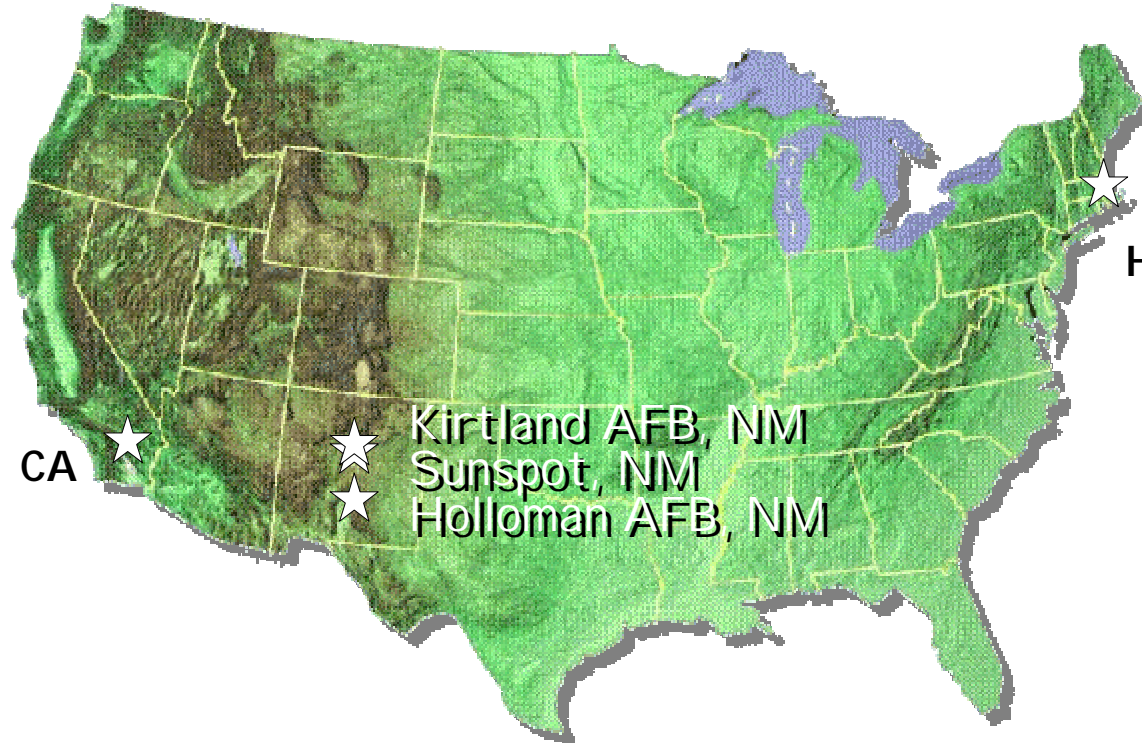 H
Kirtland AFB, NM
CA
Sunspot, NM
Holloman AFB, NM